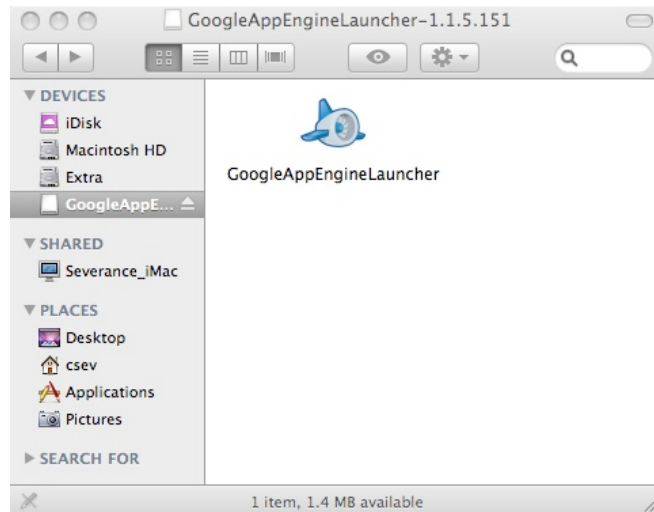 GoogleAppEngineLauncher-1.1.5.151
DEVICES
iDisk
Macintosh HD
Extra
GoogleAppE...
SHARED
Severance_iMac
PLACES
Desktop
csev
Applications
Pictures
SEARCH FOR
GoogleAppEngineLauncher
1 item, 1.4 MB available